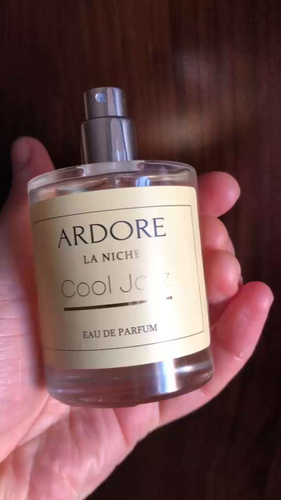 ARDORE
LA NICHE
Cool Jazz
EAU DE PARFUM